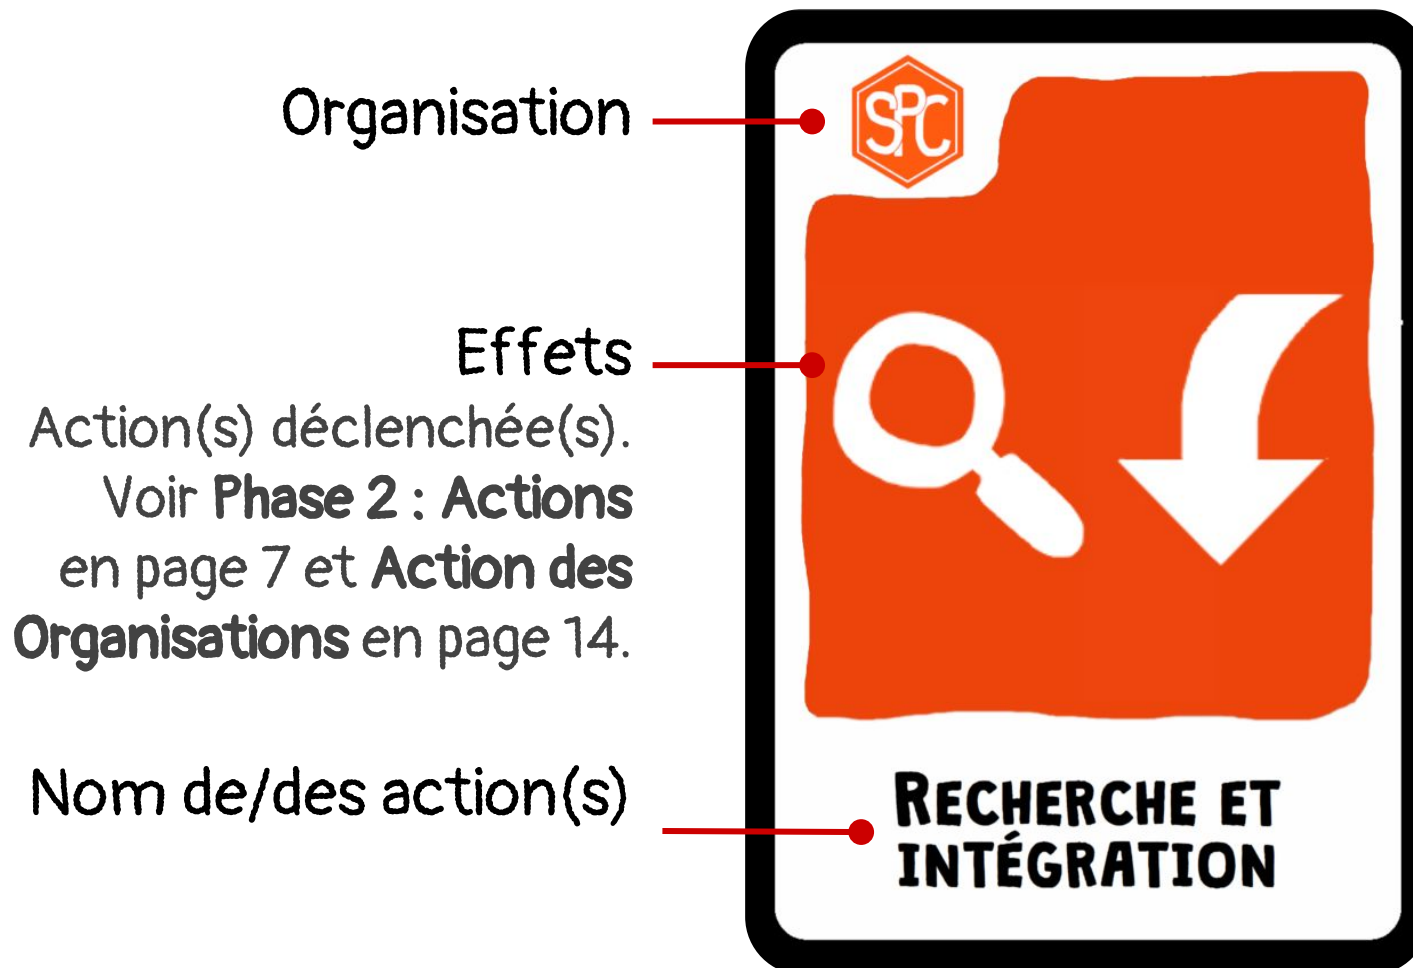 Organisation
SPC
Effets
Action(s) déclenchée(s).
Voir Phase 2 : Actions
en page 7 et Action des
Organisations en page 14.
Nom de/des action(s)
RECHERCHE ET
INTÉGRATION